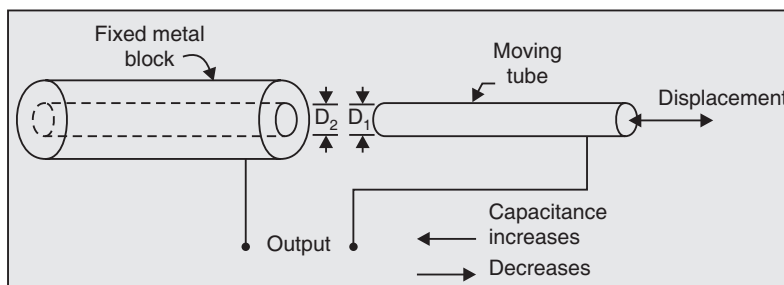 Fixed metal
block
Moving
tube
Displacement
D₂
D₁
Output
Capacitance
increases
Decreases